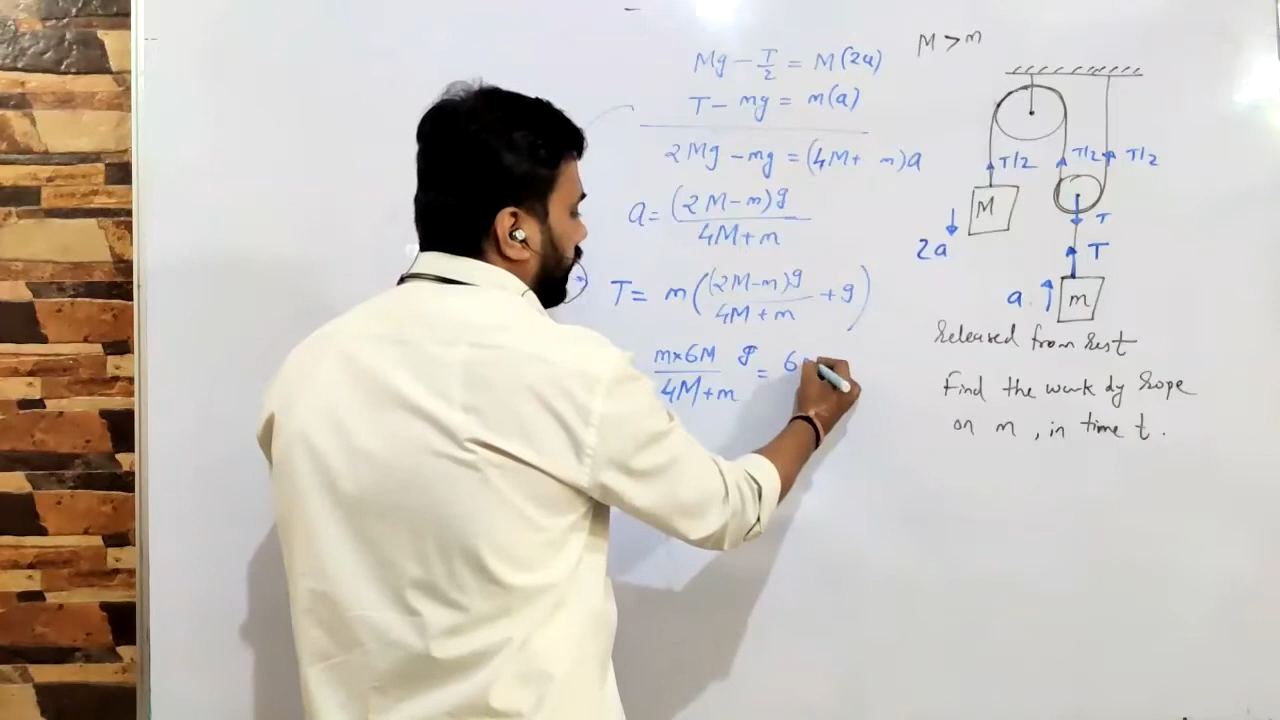 Mg - T/2 = M(2a)
T - mg = m(a)
2Mg - mg = (4M + m)a
a = (2M - m)g / 4M + m
T = m((2M - m)g / 4M + m + g)
m×6M / 4M + m g = 6
M > m
T/2 T/2 T/2
M
2a
T
T
a
m
Released from rest
Find the work dy rope
on m, in time t.